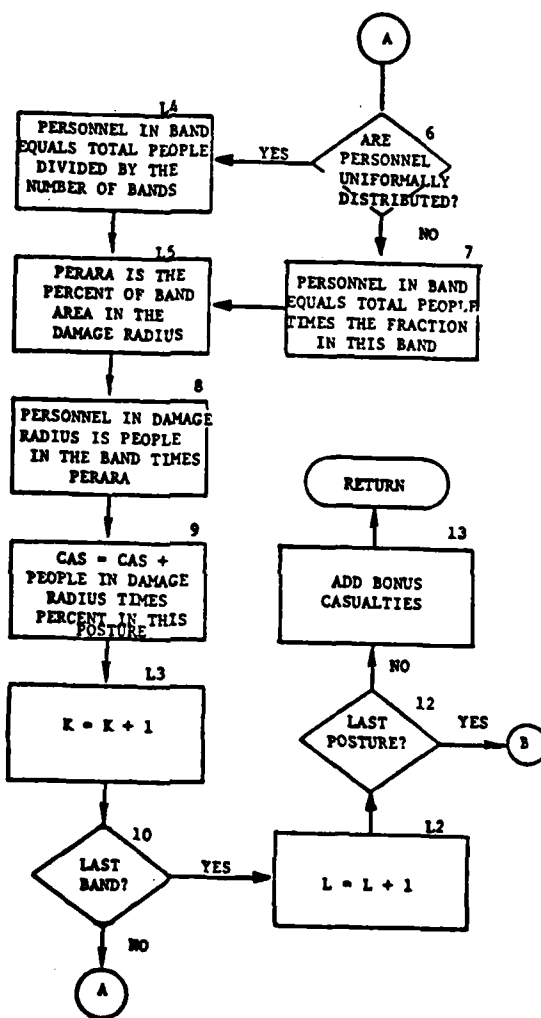 A
6
ARE
PERSONNEL
UNIFORMALLY
DISTRIBUTED?
YES
NO
L4
PERSONNEL IN BAND
EQUALS TOTAL PEOPLE
DIVIDED BY THE
NUMBER OF BANDS
7
PERSONNEL IN BAND
EQUALS TOTAL PEOPLE
TIMES THE FRACTION
IN THIS BAND
L5
PERARA IS THE
PERCENT OF BAND
AREA IN THE
DAMAGE RADIUS
8
PERSONNEL IN DAMAGE
RADIUS IS PEOPLE
IN THE BAND TIMES
PERARA
9
CAS = CAS +
PEOPLE IN DAMAGE
RADIUS TIMES
PERCENT IN THIS
POSTURE
L3
K = K + 1
10
LAST
BAND?
YES
NO
A
L2
L = L + 1
12
LAST
POSTURE?
YES
B
NO
13
ADD BONUS
CASUALTIES
RETURN